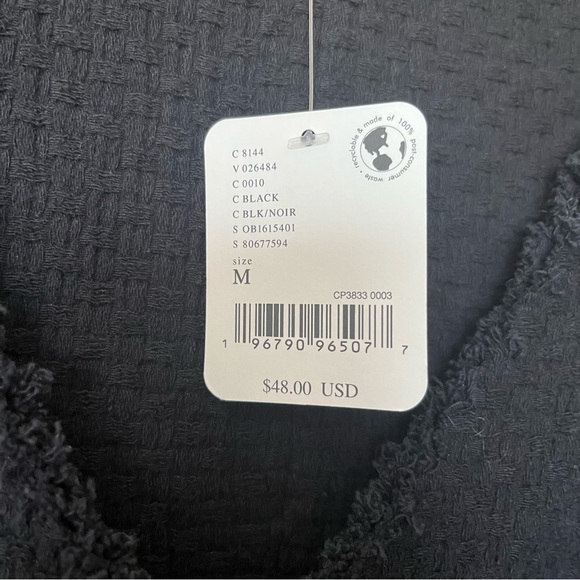 recyclable & made of 100% post-consumer waste •
C 8144
V 026484
C 0010
C BLACK
C BLK/NOIR
S OB1615401
S 80677594
size
M
CP3833 0003
1 96790 96507 7
$48.00 USD